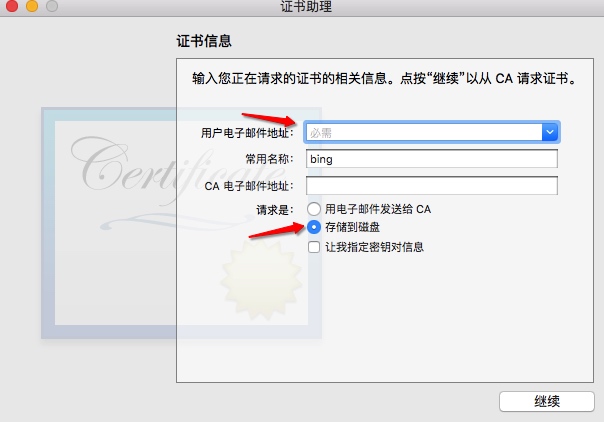 证书助理
证书信息
输入您正在请求的证书的相关信息。点按“继续”以从 CA 请求证书。
用户电子邮件地址： 必需
常用名称： bing
CA 电子邮件地址：
请求是： 用电子邮件发送给 CA
存储到磁盘
让我指定密钥对信息
Certificate
继续